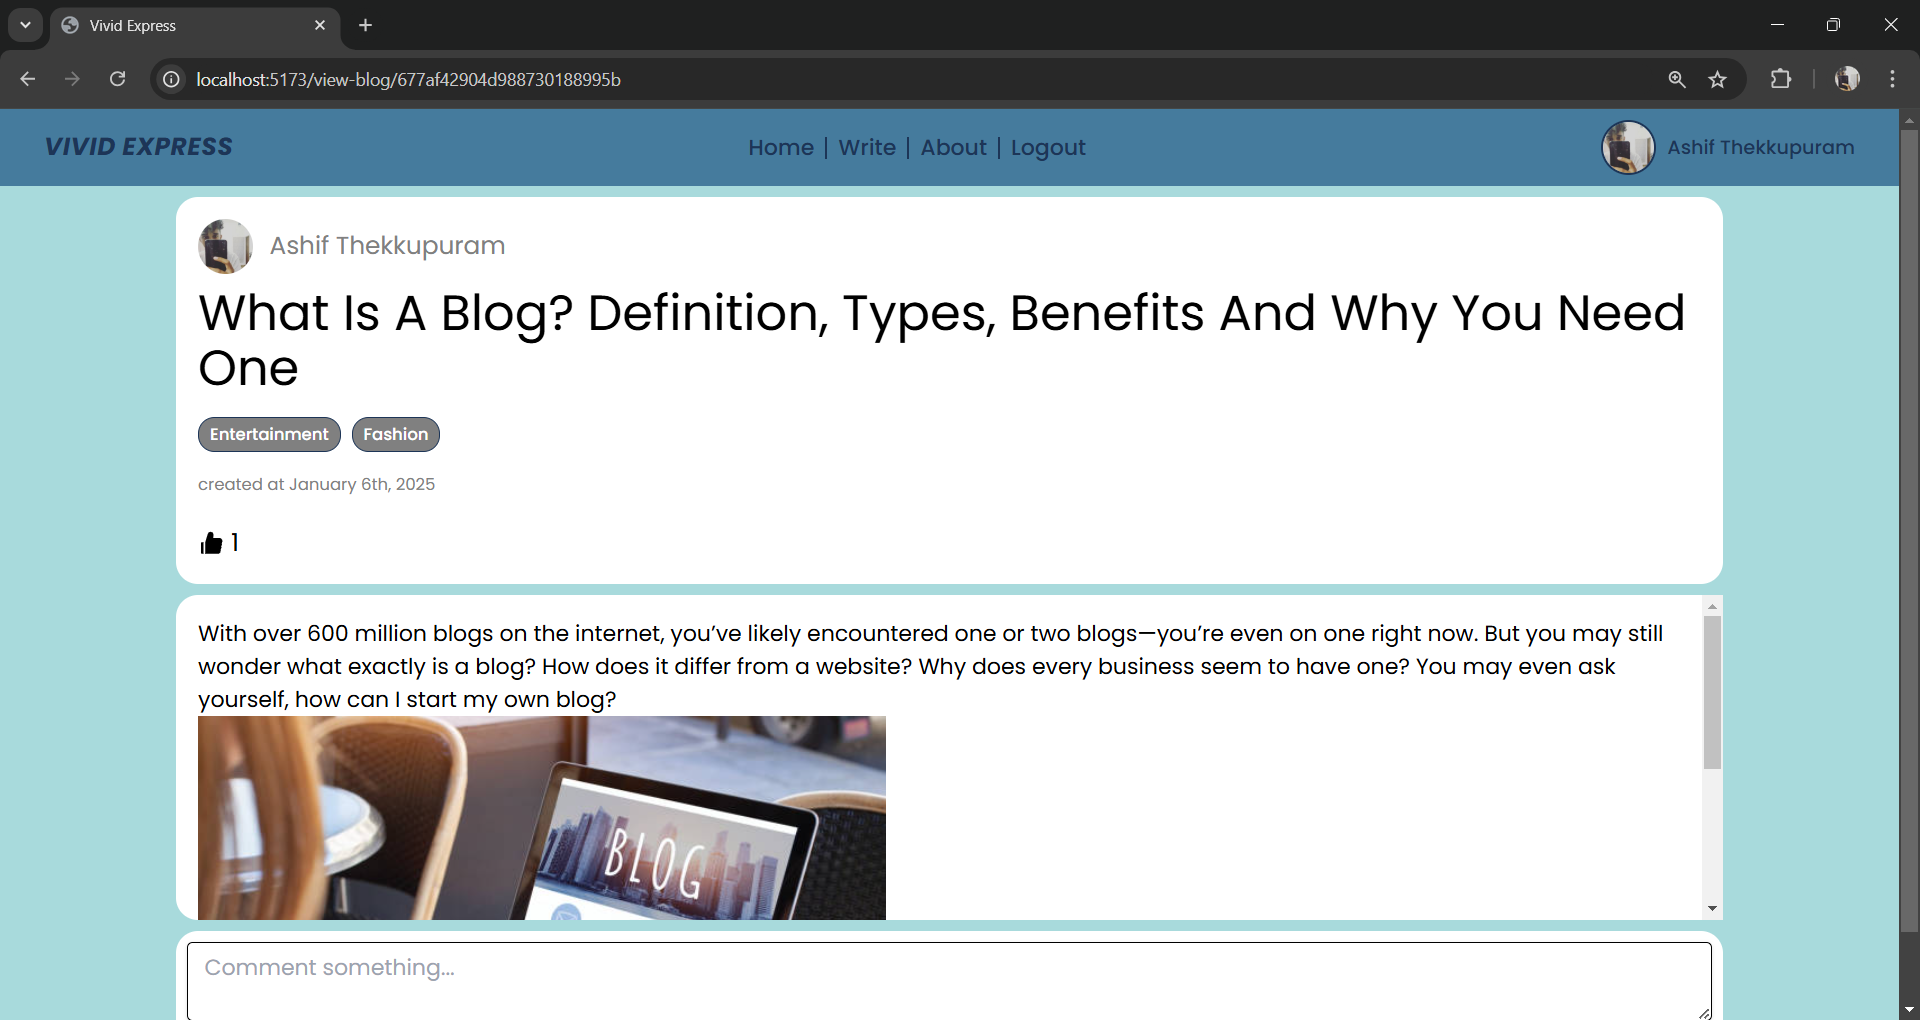 Vivid Express
localhost:5173/view-blog/677af42904d988730188995b
VIVID EXPRESS
Home | Write | About | Logout
Ashif Thekkupuram
Ashif Thekkupuram
What Is A Blog? Definition, Types, Benefits And Why You Need
One
Entertainment
Fashion
created at January 6th, 2025
1
With over 600 million blogs on the internet, you’ve likely encountered one or two blogs—you’re even on one right now. But you may still
wonder what exactly is a blog? How does it differ from a website? Why does every business seem to have one? You may even ask
yourself, how can I start my own blog?
BLOG
Comment something...